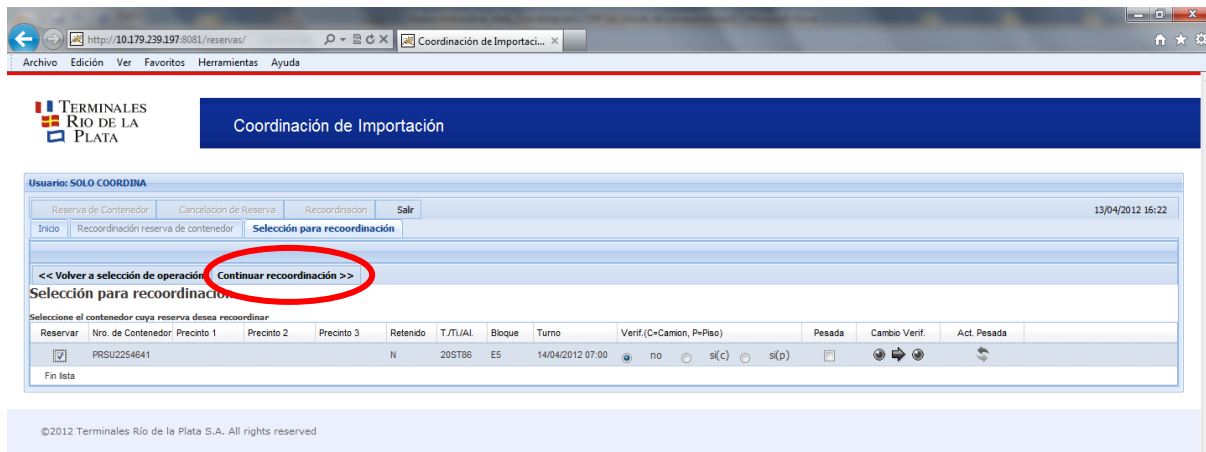 http://10.179.239.197:8081/reservas/
Coordinación de Importaci...
Archivo Edición Ver Favoritos Herramientas Ayuda
TERMINALES
RIO DE LA
PLATA
Coordinación de Importación
Usuario: SOLO COORDINA
Reserva de Contenedor Cancelacion de Reserva Recoordinacion Salir 13/04/2012 16:22
Inicio Recoordinación reserva de contenedor Selección para recoordinación
<< Volver a selección de operación Continuar recoordinación >>
Selección para recoordinación
Seleccione el contenedor cuya reserva desea recoordinar
Reservar Nro. de Contenedor Precinto 1 Precinto 2 Precinto 3 Retenido T./Ti./Al. Bloque Turno Verif.(C=Camion, P=Piso) Pesada Cambio Verif. Act. Pesada
PRSU2254641 N 20ST86 E5 14/04/2012 07:00 no si(c) si(p)
Fin lista
©2012 Terminales Río de la Plata S.A. All rights reserved